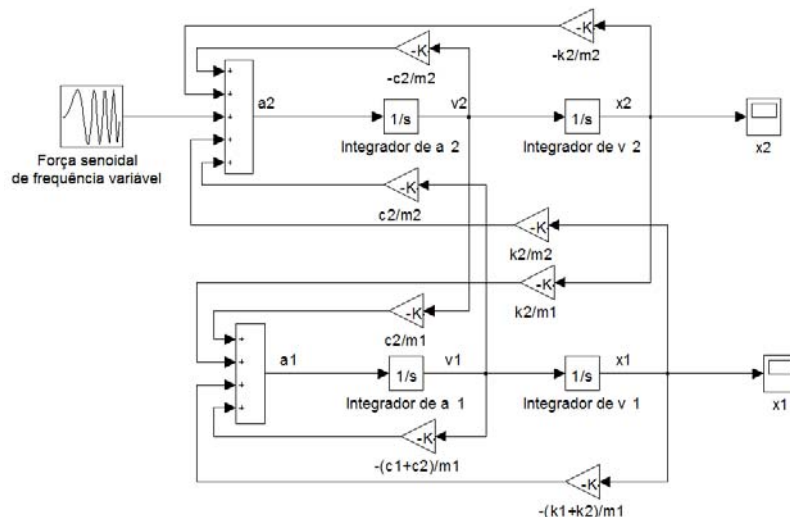 -K
-k2/m2
-K
-c2/m2
+
+
+
+
+
a2
1/s
v2
1/s
x2
Integrador de a 2
Integrador de v 2
x2
Força senoidal
de frequência variável
-K
c2/m2
-K
k2/m2
-K
k2/m1
-K
c2/m1
+
+
+
+
a1
1/s
v1
1/s
x1
Integrador de a 1
Integrador de v 1
x1
-K
-(c1+c2)/m1
-K
-(k1+k2)/m1